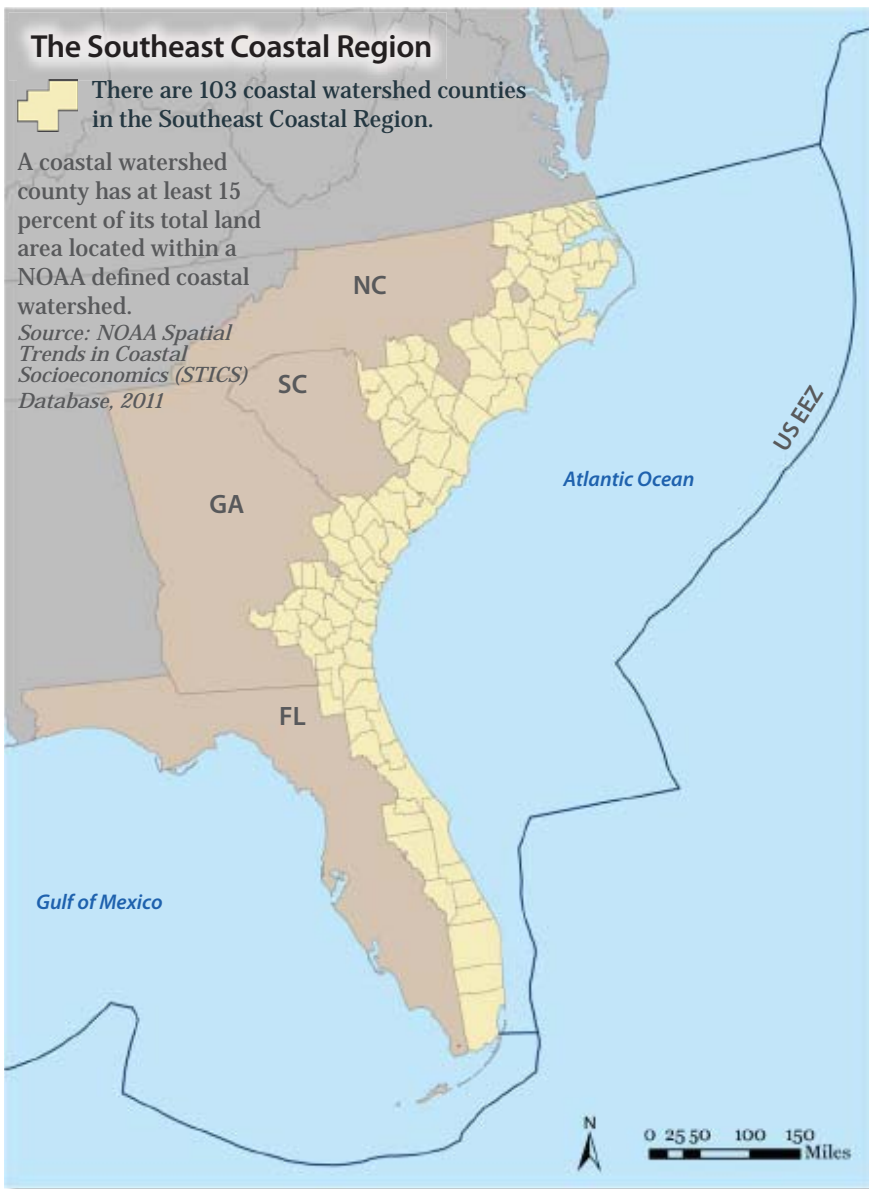 The Southeast Coastal Region
There are 103 coastal watershed counties
in the Southeast Coastal Region.
A coastal watershed
county has at least 15
percent of its total land
area located within a
NOAA defined coastal
watershed.
Source: NOAA Spatial
Trends in Coastal
Socioeconomics (STICS)
Database, 2011
NC
SC
GA
FL
US EEZ
Atlantic Ocean
Gulf of Mexico
N
0 25 50 100 150
Miles